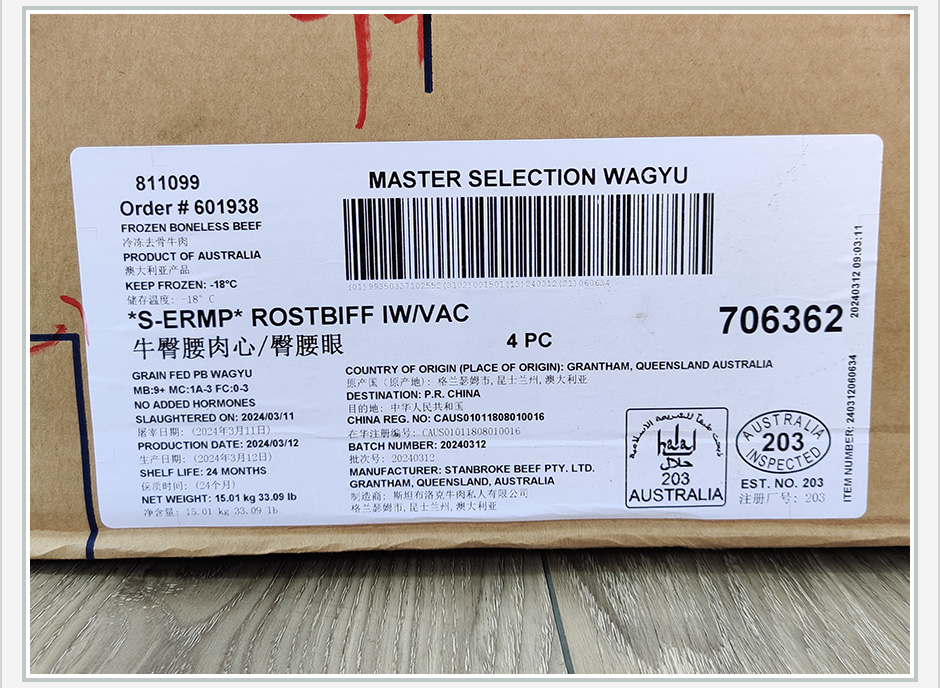 811099
Order # 601938
FROZEN BONELESS BEEF
冷冻去骨牛肉
PRODUCT OF AUSTRALIA
澳大利亚产品
KEEP FROZEN: -18°C
储存温度: -18° C
MASTER SELECTION WAGYU
(01)99350337102552(3102)001501(13)240312(21)060634
*S-ERMP* ROSTBIFF IW/VAC
牛臀腰肉心/臀腰眼
4 PC
706362
20240312 09:03:11
GRAIN FED PB WAGYU
MB:9+ MC:1A-3 FC:0-3
NO ADDED HORMONES
SLAUGHTERED ON: 2024/03/11
屠宰日期: (2024年3月11日)
PRODUCTION DATE: 2024/03/12
生产日期: (2024年3月12日)
SHELF LIFE: 24 MONTHS
保质时间: (24个月)
NET WEIGHT: 15.01 kg 33.09 lb
净含量: 15.01 kg 33.09 lb
COUNTRY OF ORIGIN (PLACE OF ORIGIN): GRANTHAM, QUEENSLAND AUSTRALIA
原产国 (原产地): 格兰瑟姆市, 昆士兰州, 澳大利亚
DESTINATION: P.R. CHINA
目的地: 中华人民共和国
CHINA REG. NO: CAUS01011808010016
在华注册编号: CAUS01011808010016
BATCH NUMBER: 20240312
批次号: 20240312
MANUFACTURER: STANBROKE BEEF PTY. LTD.
GRANTHAM, QUEENSLAND, AUSTRALIA
制造商: 斯坦布洛克牛肉私人有限公司
格兰瑟姆市, 昆士兰州, 澳大利亚
halal
حلال
203
AUSTRALIA
AUSTRALIA
203
INSPECTED
EST. NO. 203
注册厂号: 203
ITEM NUMBER: 240312060634